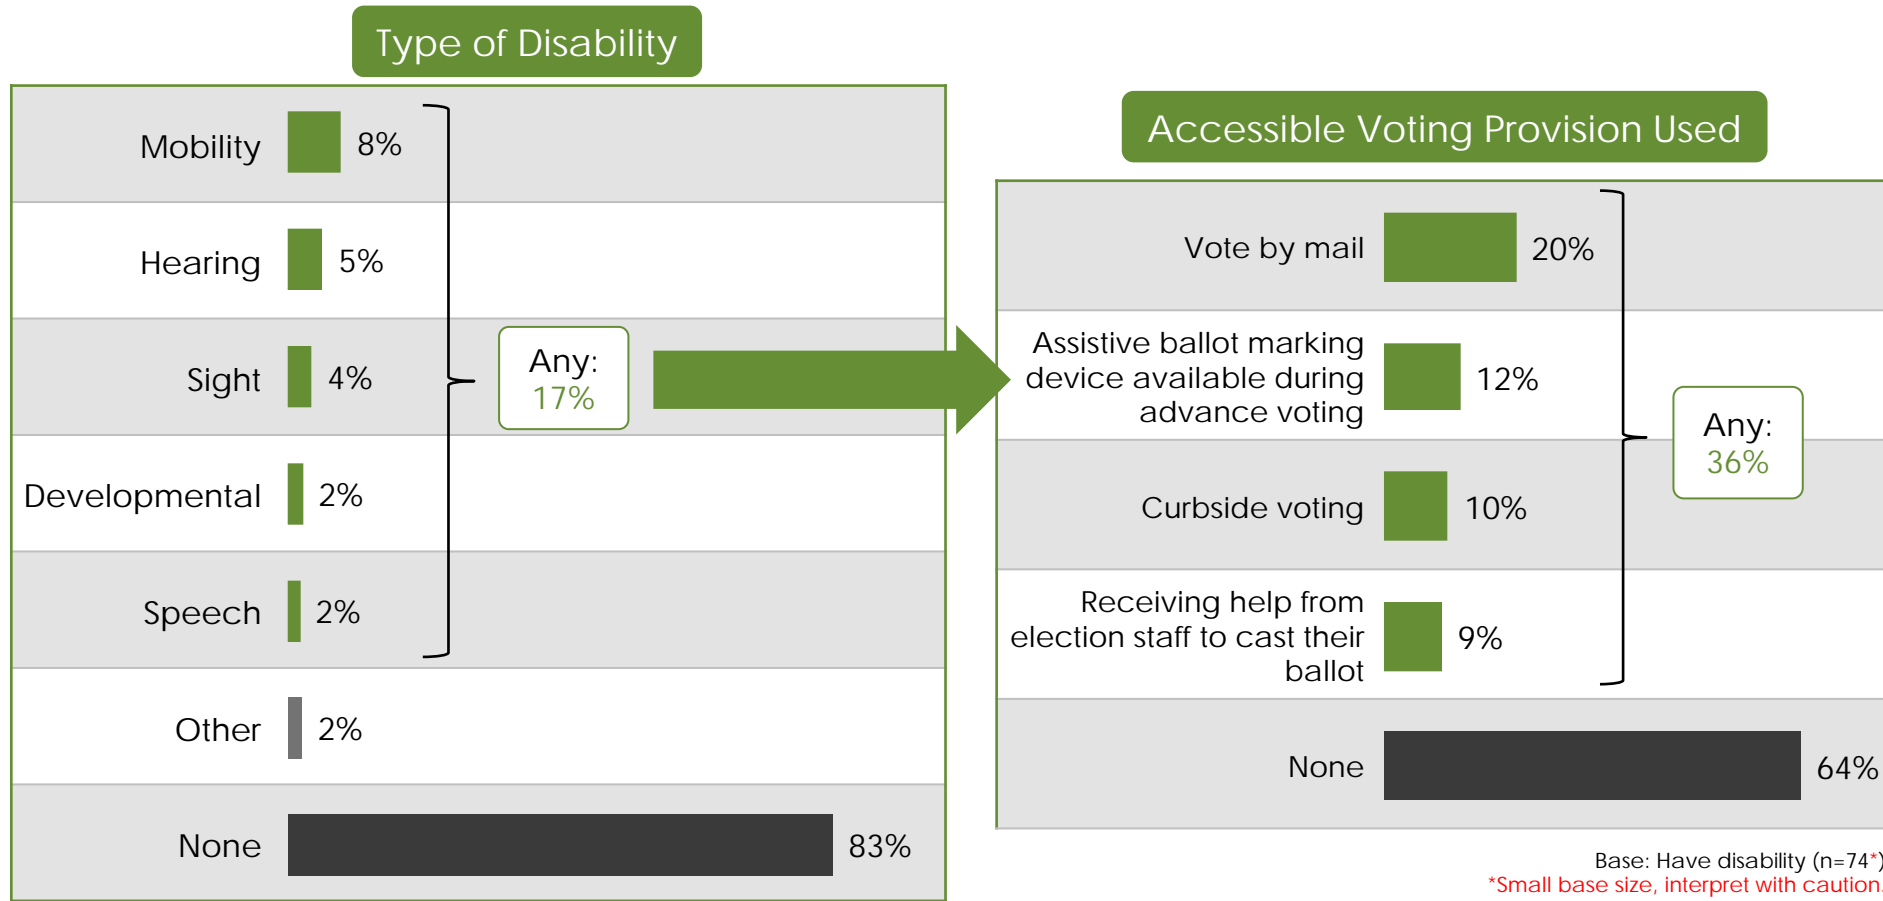 Type of Disability
Mobility 8%
Hearing 5%
Sight 4%
Developmental 2%
Speech 2%
Other 2%
None 83%
Any:
17%
Accessible Voting Provision Used
Vote by mail 20%
Assistive ballot marking
device available during
advance voting
12%
Curbside voting 10%
Receiving help from
election staff to cast their
ballot
9%
None 64%
Any:
36%
Base: Have disability (n=74*)
*Small base size, interpret with caution.